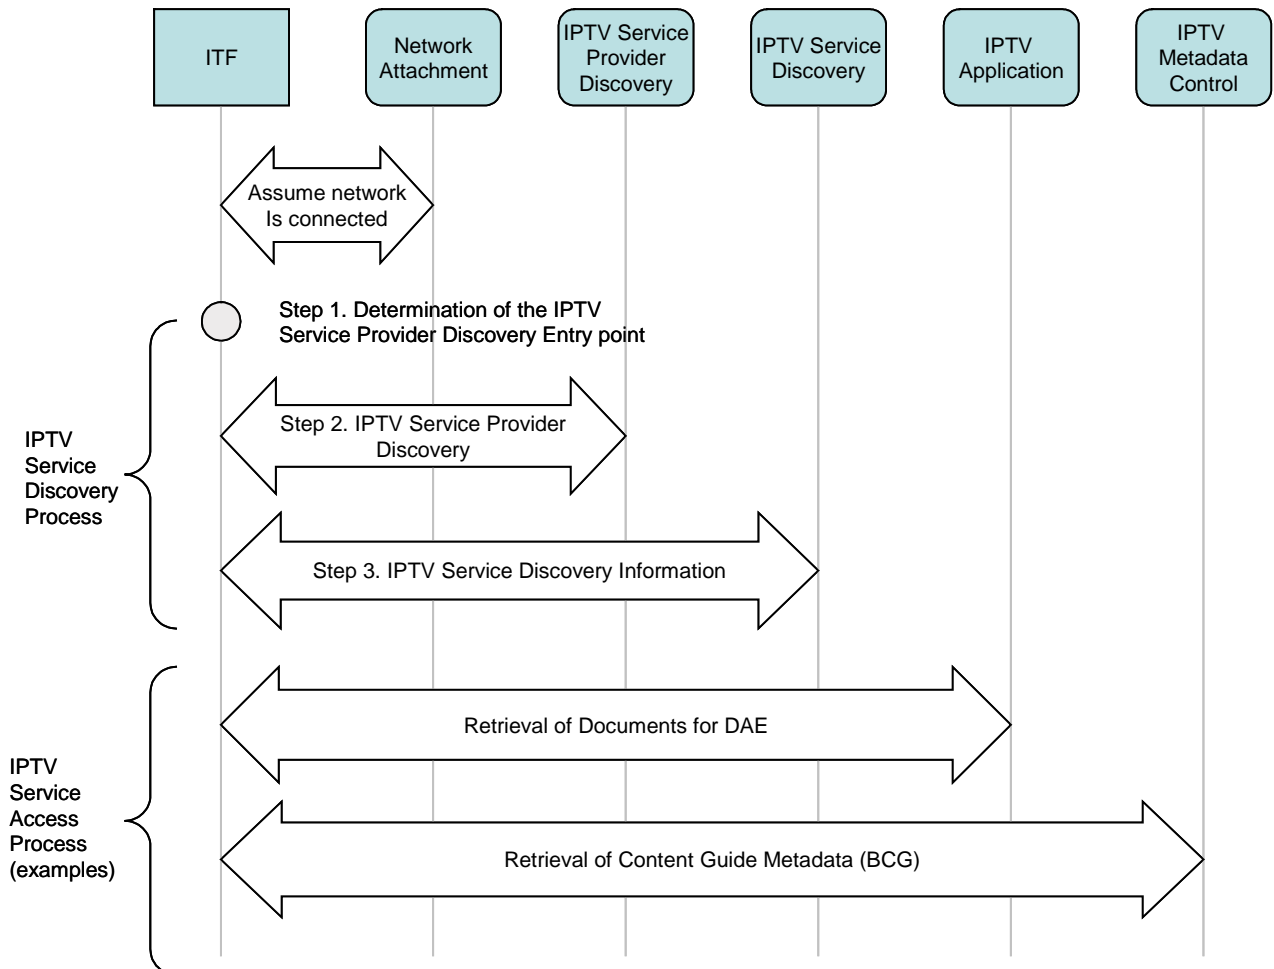 ITF
Network
Attachment
IPTV Service
Provider
Discovery
IPTV Service
Discovery
IPTV
Application
IPTV
Metadata
Control
Assume network
Is connected
Step 1. Determination of the IPTV
Service Provider Discovery Entry point
Step 2. IPTV Service Provider
Discovery
IPTV
Service
Discovery
Process
Step 3. IPTV Service Discovery Information
Retrieval of Documents for DAE
IPTV
Service
Access
Process
(examples)
Retrieval of Content Guide Metadata (BCG)